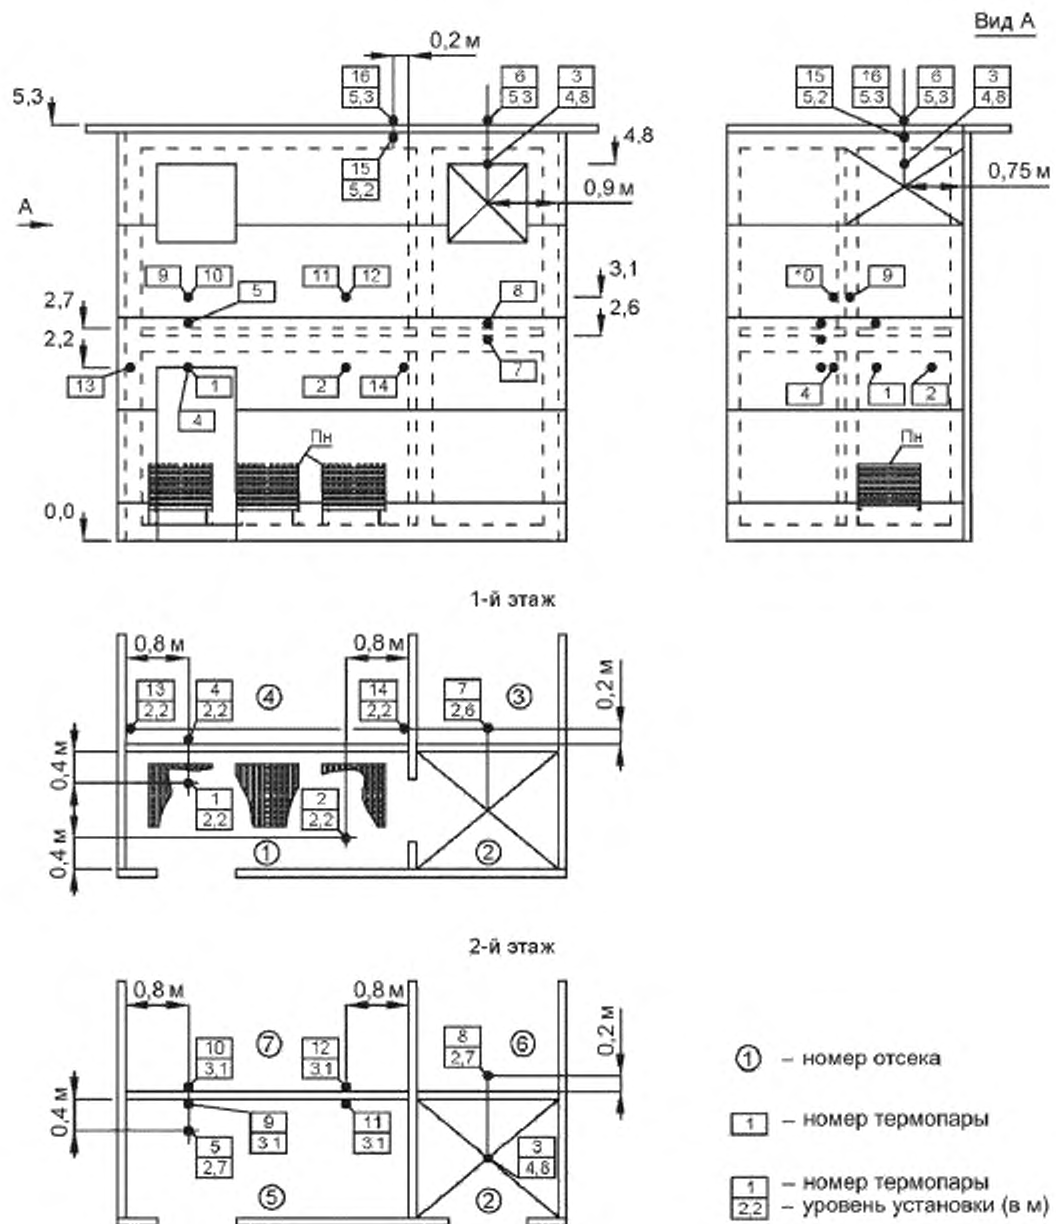 Вид А
0,2 м
16 6 3 15 16 6 3
5,3 5 3 4,8 5,2 5.3 5,3 4,8
5,3
4,8
15
5,2
0,9 м 0,75 м
А
9 10 11 12 3,1 10 9
5 8
2,7 2,6
2,2
7
13 1 2 14 4 1 2
4
Пн Пн
0,0
1-й этаж
0,8 м 0,8 м
13 4 4 14 7 3 0,2 м
2,2 2,2 2,2 2,6
0,4 м
1 2
2,2 2,2
0,4 м 1 2
2-й этаж
0,8 м 0,8 м
10 7 12 8 6 0,2 м
3,1 3,1 2,7
1 – номер отсека
0,4 м
9 11
3 1 3 1
1 – номер термопары
5 3
2,7 4,8
1 – номер термопары
5 2
2,2 – уровень установки (в м)